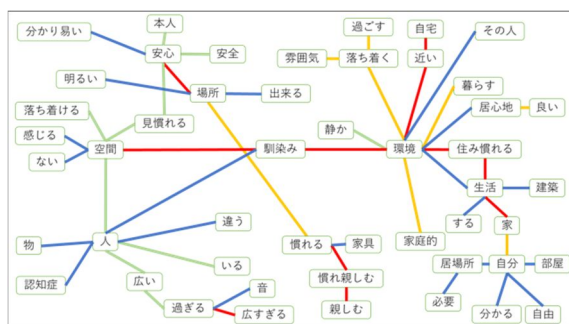 本人
過ごす
自宅
その人
分かり易い
安心
安全
雰囲気
落ち着く
近い
明るい
場所
出来る
暮らす
居心地
良い
落ち着ける
見慣れる
静か
感じる
ない
空間
馴染み
環境
住み慣れる
生活
建築
違う
する
家
物
人
慣れる
家具
家庭的
いる
居場所
自分
部屋
認知症
広い
慣れ親しむ
音
必要
過ぎる
広すぎる
親しむ
分かる
自由